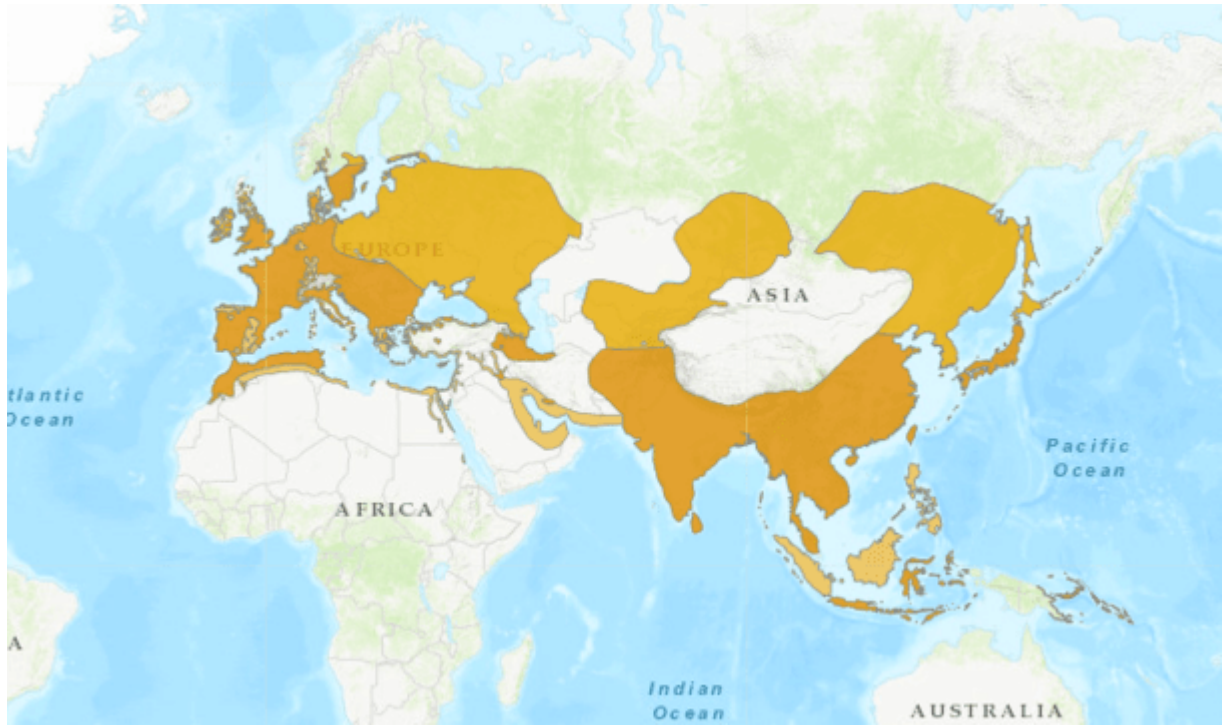 EUROPE
ASIA
tlantic
Ocean
Pacific
Ocean
AFRICA
A
Indian
Ocean
AUSTRALIA